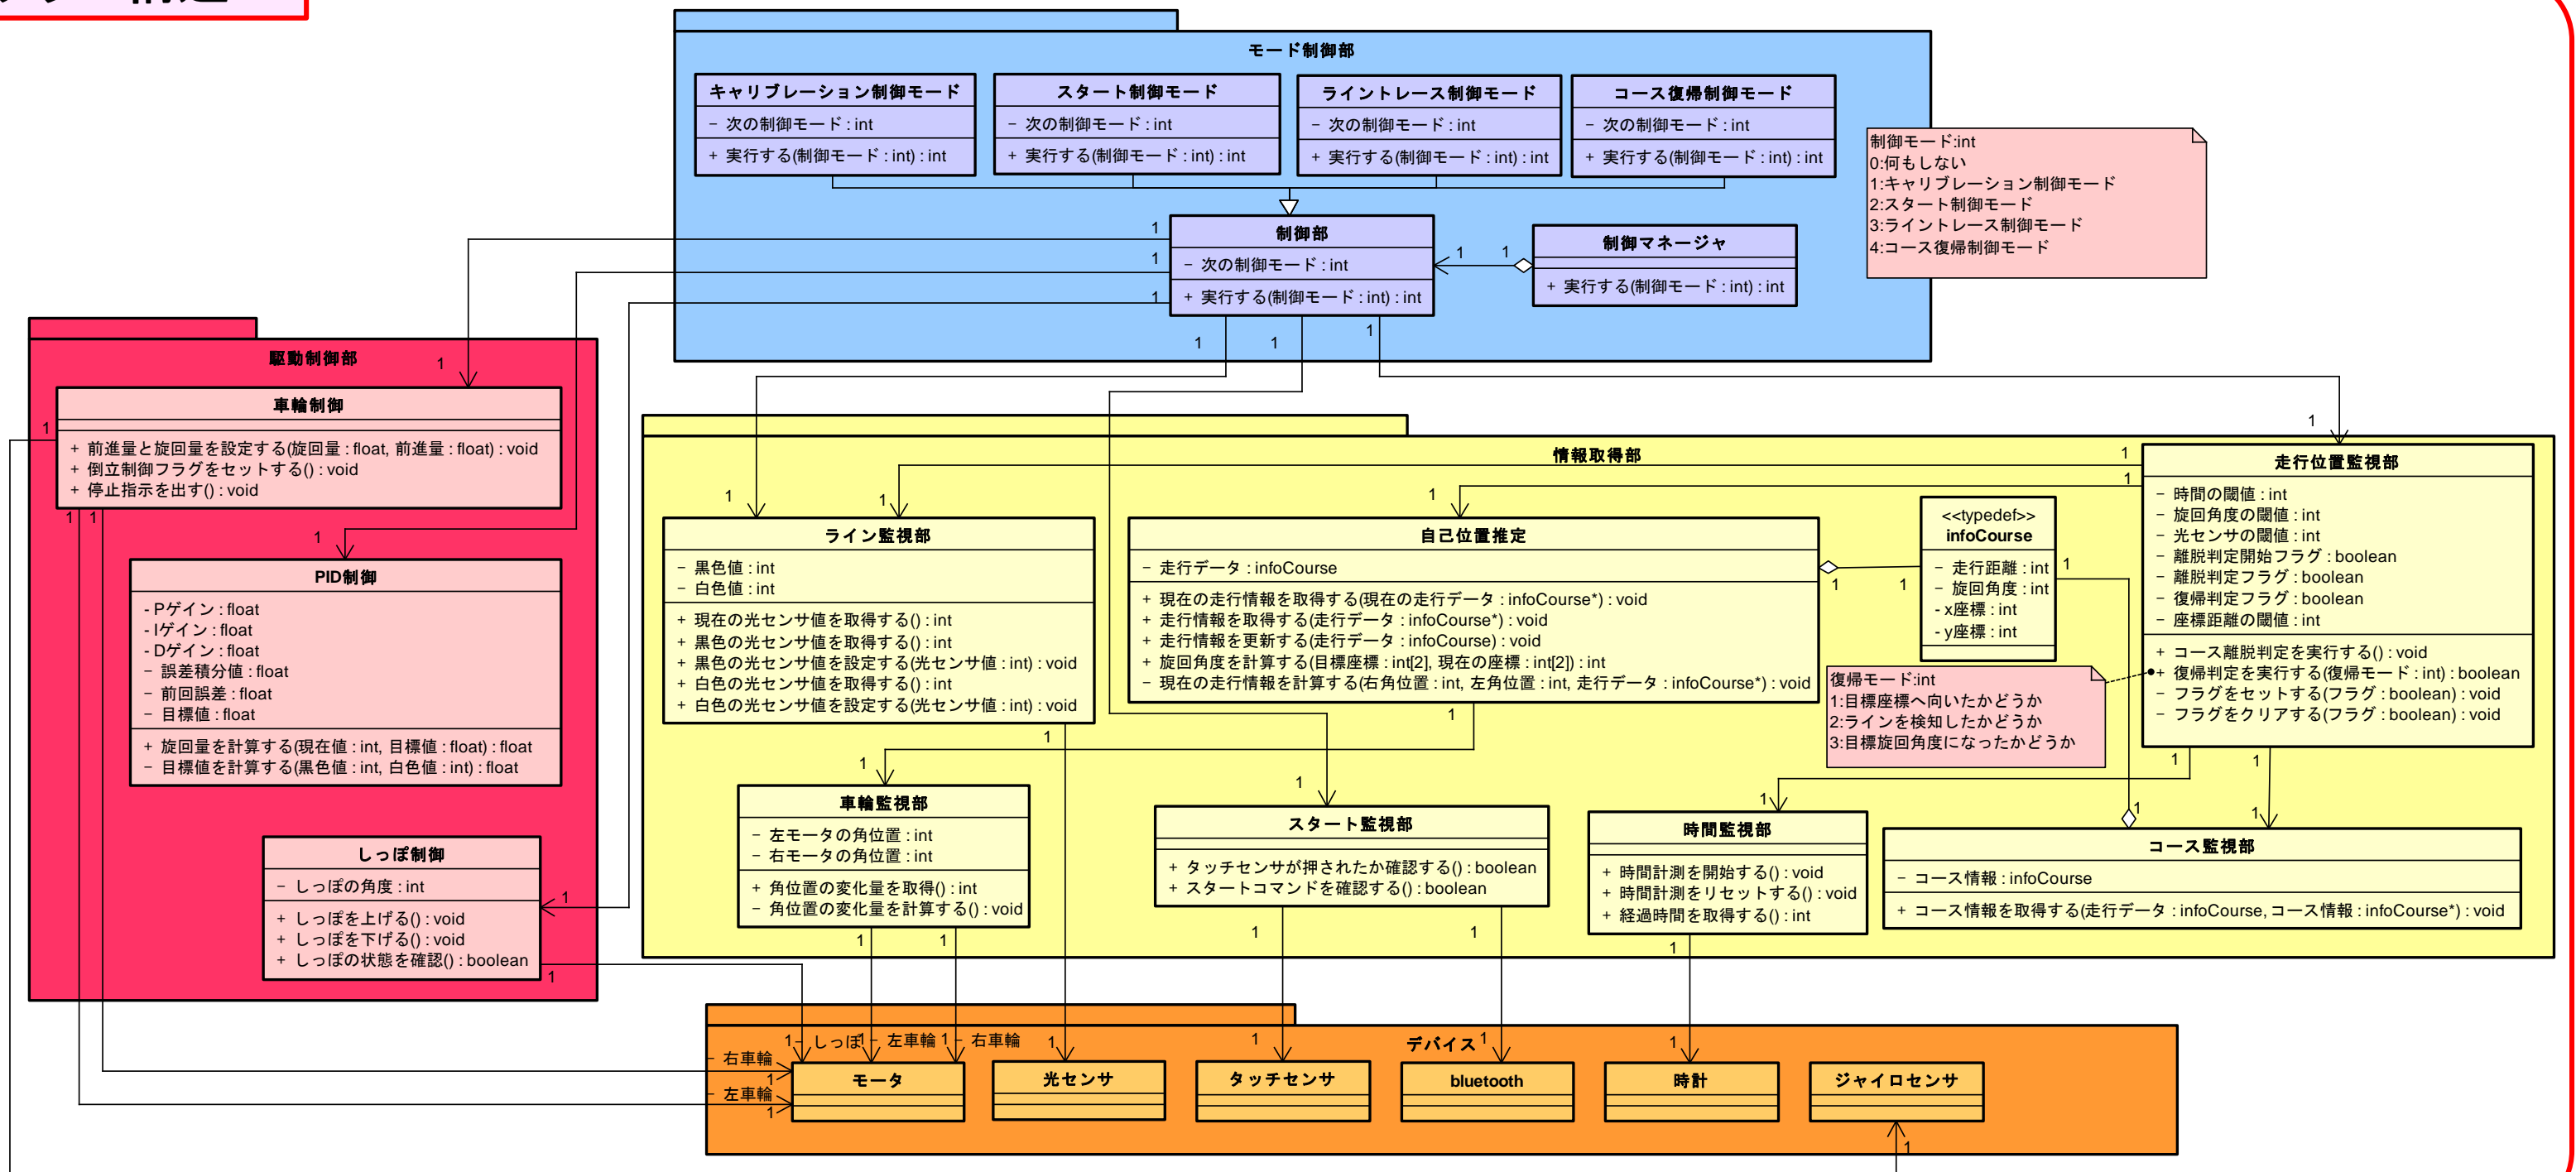 モード制御部
キャリブレーション制御モード
− 次の制御モード : int
+ 実行する(制御モード : int) : int
スタート制御モード
− 次の制御モード : int
+ 実行する(制御モード : int) : int
ライントレース制御モード
− 次の制御モード : int
+ 実行する(制御モード : int) : int
コース復帰制御モード
− 次の制御モード : int
+ 実行する(制御モード : int) : int
制御モード:int
0:何もしない
1:キャリブレーション制御モード
2:スタート制御モード
3:ライントレース制御モード
4:コース復帰制御モード
制御部
− 次の制御モード : int
+ 実行する(制御モード : int) : int
1
1
1
1
1
制御マネージャ
+ 実行する(制御モード : int) : int
1
1
1
駆動制御部
1
車輪制御
+ 前進量と旋回量を設定する(旋回量 : float, 前進量 : float) : void
+ 倒立制御フラグをセットする() : void
+ 停止指示を出す() : void
1
1
1
1
PID制御
- Pゲイン : float
- Iゲイン : float
- Dゲイン : float
− 誤差積分値 : float
− 前回誤差 : float
− 目標値 : float
+ 旋回量を計算する(現在値 : int, 目標値 : float) : float
− 目標値を計算する(黒色値 : int, 白色値 : int) : float
しっぽ制御
− しっぽの角度 : int
+ しっぽを上げる() : void
+ しっぽを下げる() : void
+ しっぽの状態を確認() : boolean
1
1
情報取得部
1
1
1
1
1
1
ライン監視部
− 黒色値 : int
− 白色値 : int
+ 現在の光センサ値を取得する() : int
+ 黒色の光センサ値を取得する() : int
+ 黒色の光センサ値を設定する(光センサ値 : int) : void
+ 白色の光センサ値を取得する() : int
+ 白色の光センサ値を設定する(光センサ値 : int) : void
1
自己位置推定
− 走行データ : infoCourse
+ 現在の走行情報を取得する(現在の走行データ : infoCourse*) : void
+ 走行情報を取得する(走行データ : infoCourse*) : void
+ 走行情報を更新する(走行データ : infoCourse) : void
+ 旋回角度を計算する(目標座標 : int[2], 現在の座標 : int[2]) : int
− 現在の走行情報を計算する(右角位置 : int, 左角位置 : int, 走行データ : infoCourse*) : void
1
1
1
<<typedef>>
infoCourse
− 走行距離 : int
− 旋回角度 : int
- x座標 : int
- y座標 : int
1
走行位置監視部
− 時間の閾値 : int
− 旋回角度の閾値 : int
− 光センサの閾値 : int
− 離脱判定開始フラグ : boolean
− 離脱判定フラグ : boolean
− 復帰判定フラグ : boolean
− 座標距離の閾値 : int
+ コース離脱判定を実行する() : void
+ 復帰判定を実行する(復帰モード : int) : boolean
− フラグをセットする(フラグ : boolean) : void
− フラグをクリアする(フラグ : boolean) : void
1
1
復帰モード:int
1:目標座標へ向いたかどうか
2:ラインを検知したかどうか
3:目標旋回角度になったかどうか
1
車輪監視部
− 左モータの角位置 : int
− 右モータの角位置 : int
+ 角位置の変化量を取得() : int
− 角位置の変化量を計算する() : void
1
1
1
スタート監視部
+ タッチセンサが押されたか確認する() : boolean
+ スタートコマンドを確認する() : boolean
1
1
1
時間監視部
+ 時間計測を開始する() : void
+ 時間計測をリセットする() : void
+ 経過時間を取得する() : int
1
1
1
コース監視部
− コース情報 : infoCourse
+ コース情報を取得する(走行データ : infoCourse, コース情報 : infoCourse*) : void
デバイス
1
− しっぽ
1
− 左車輪
1
− 右車輪
− 右車輪
1
− 左車輪
1
モータ
1
光センサ
1
タッチセンサ
1
bluetooth
1
時計
ジャイロセンサ
1